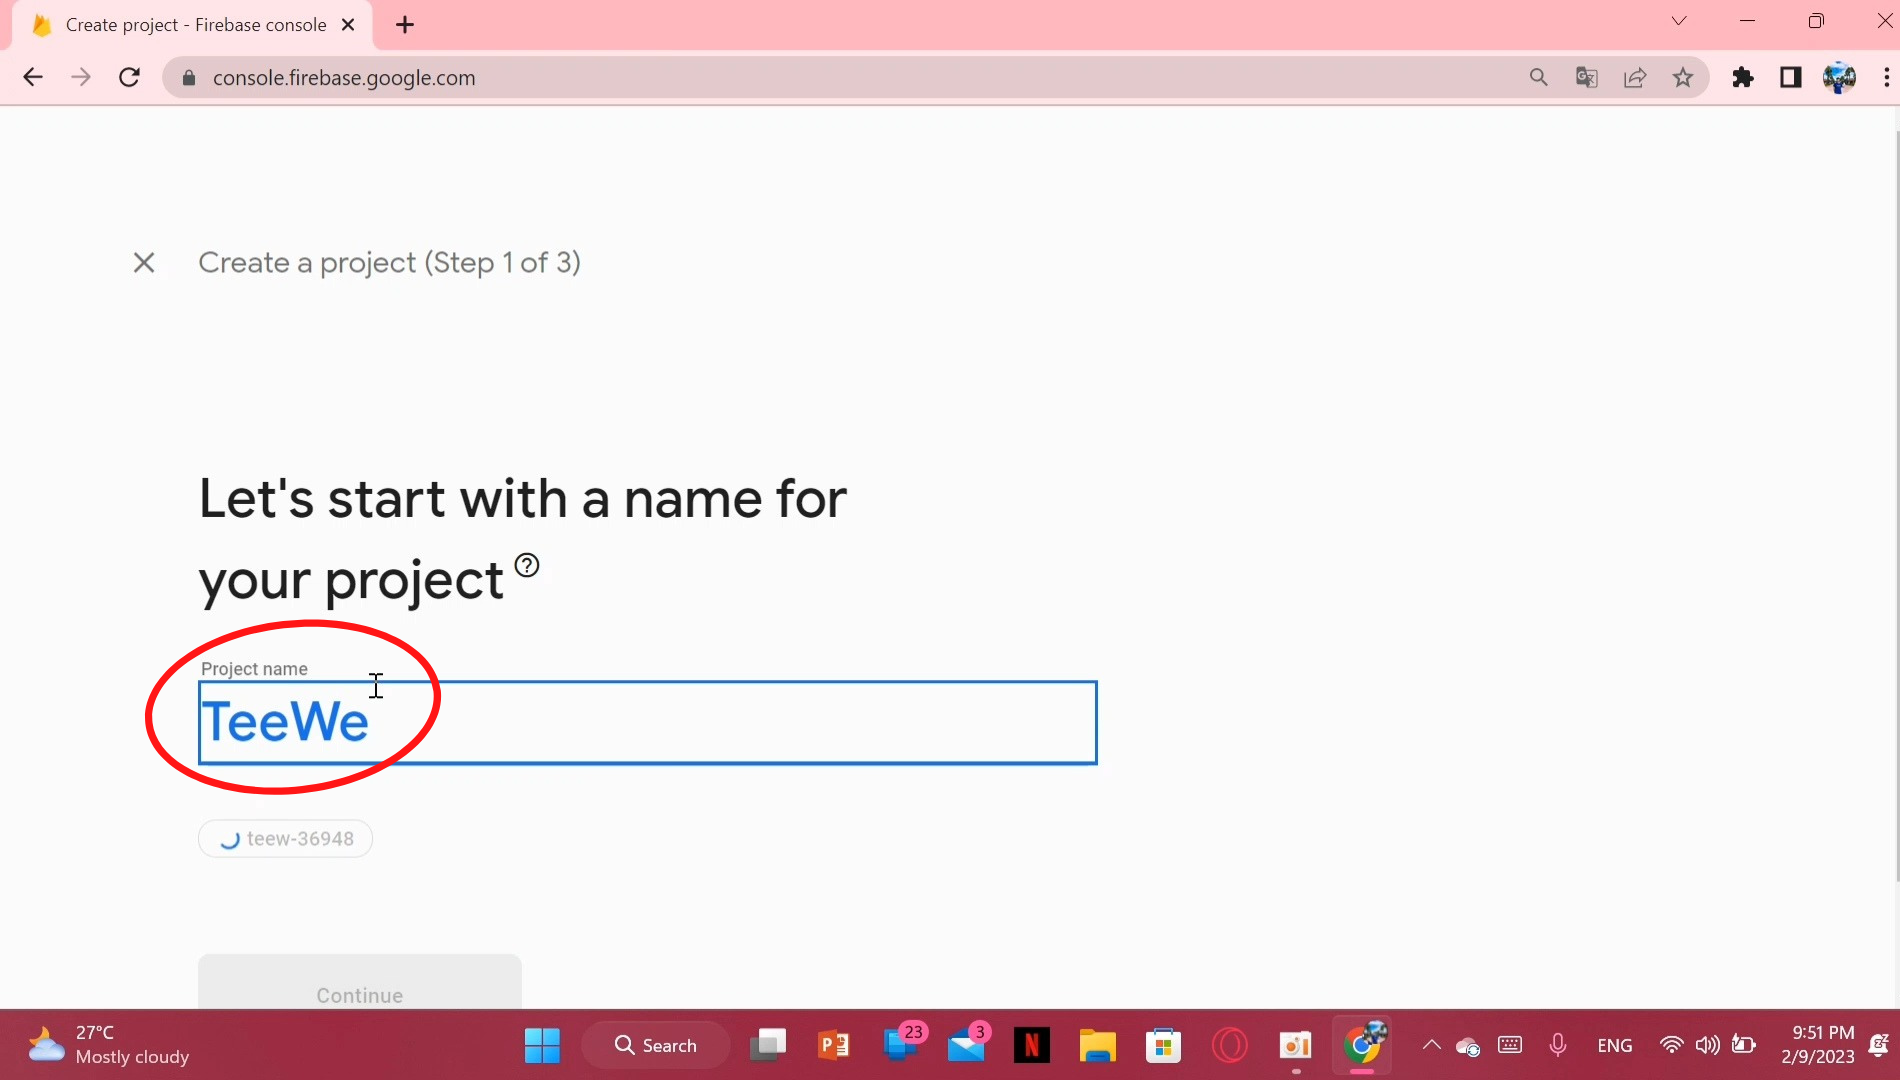 Create project - Firebase console
console.firebase.google.com
Create a project (Step 1 of 3)
Let's start with a name for
your project
Project name
TeeWe
teew-36948
Continue
27°C
Mostly cloudy
Search
23
3
ENG
9:51 PM
2/9/2023